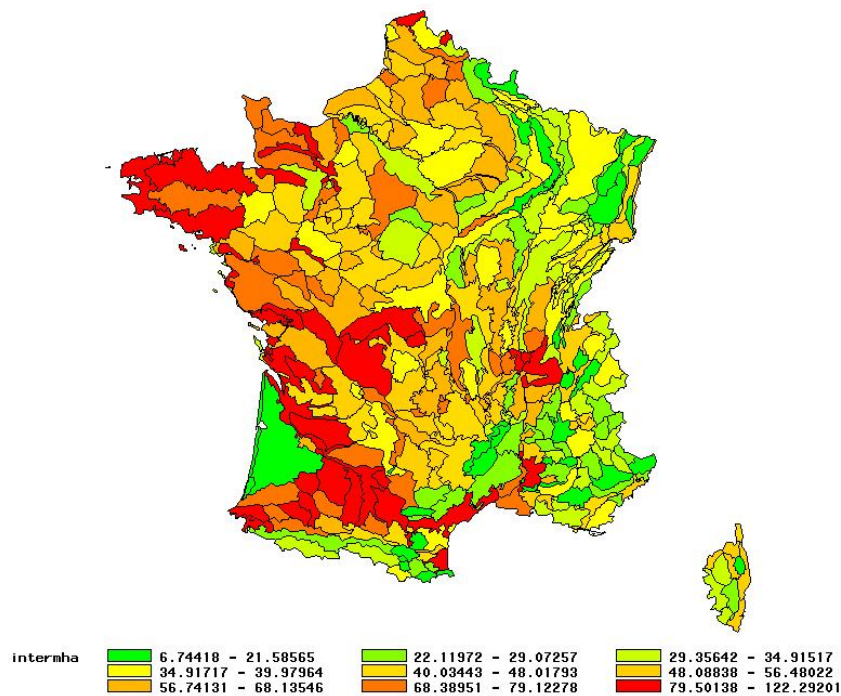 intermha 6.74418 - 21.58565 22.11972 - 29.07257 29.35642 - 34.91517
34.91717 - 39.97964 40.03443 - 48.01793 48.08838 - 56.48022
56.74131 - 68.13546 68.38951 - 79.12278 79.50138 - 122.29201